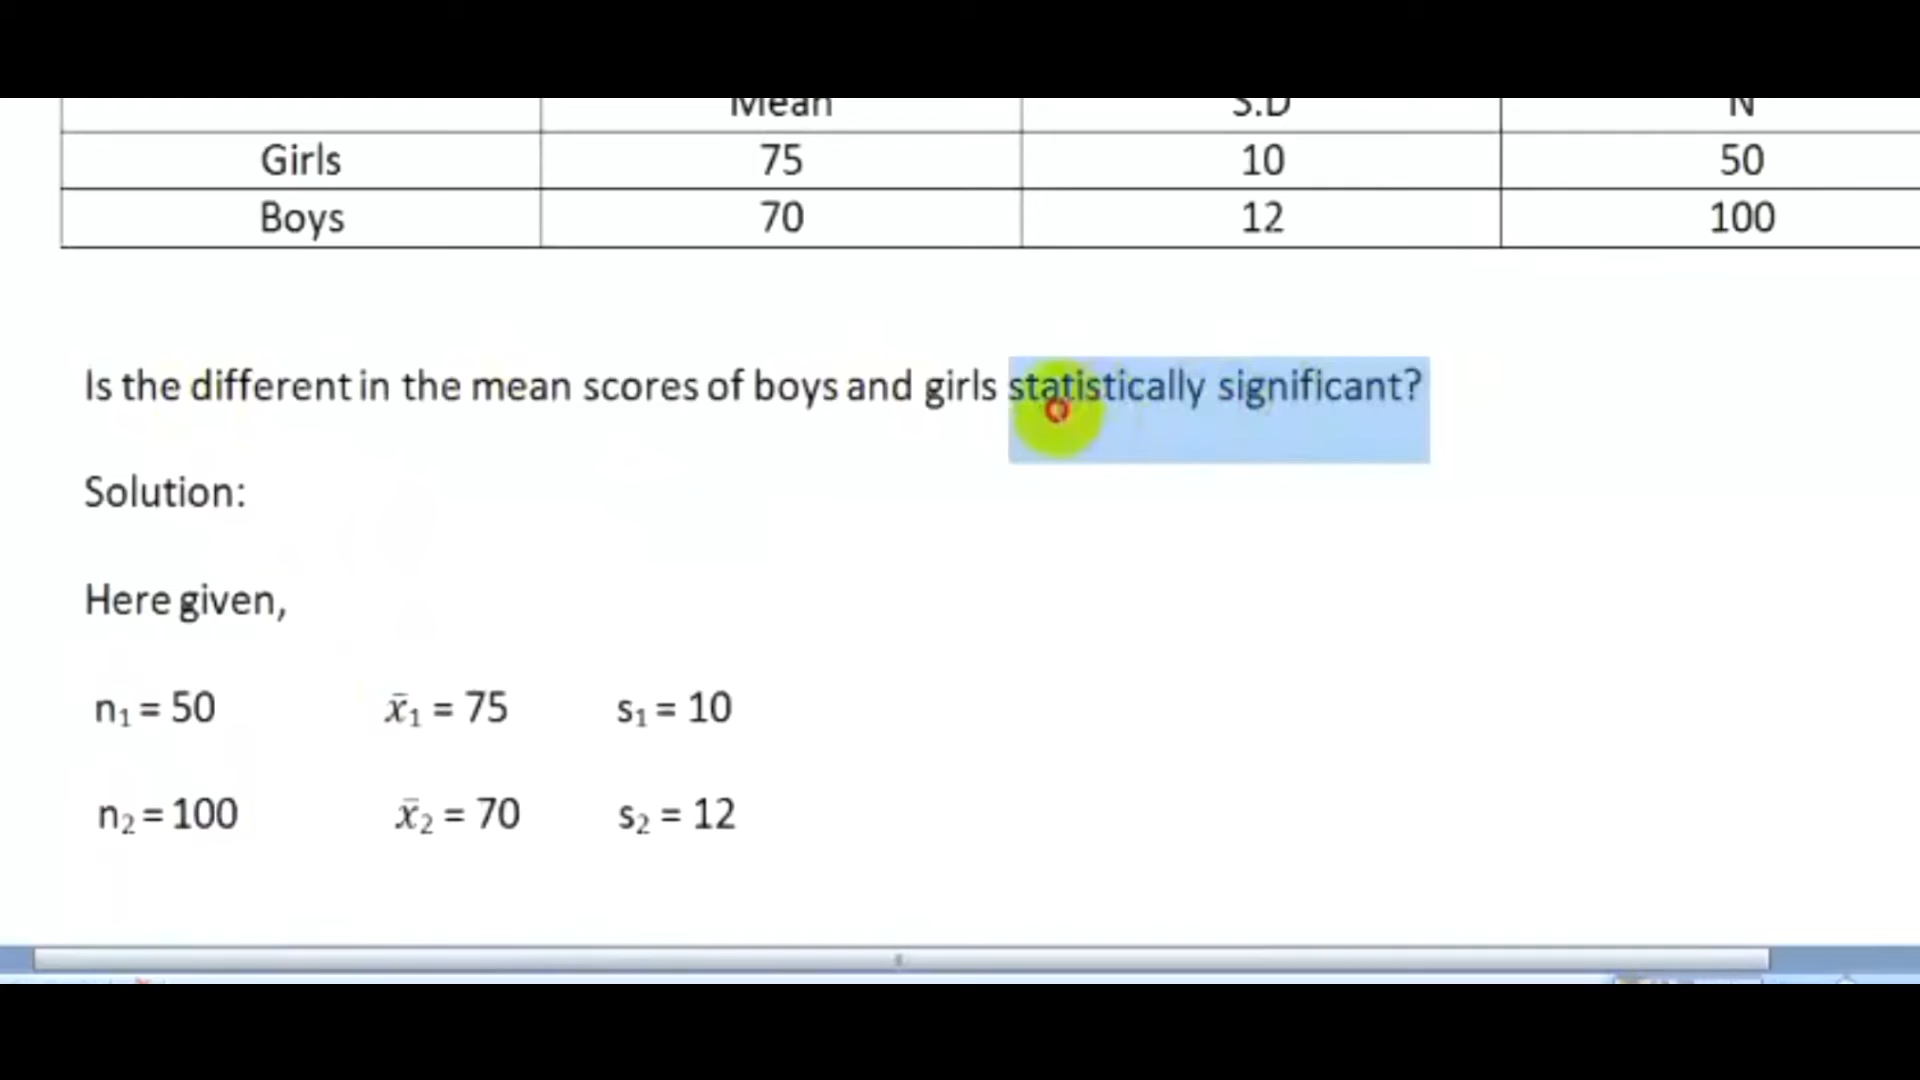 Mean S.D N
Girls 75 10 50
Boys 70 12 100
Is the different in the mean scores of boys and girls statistically significant?
Solution:
Here given,
n₁ = 50 x̄₁ = 75 s₁ = 10
n₂ = 100 x̄₂ = 70 s₂ = 12